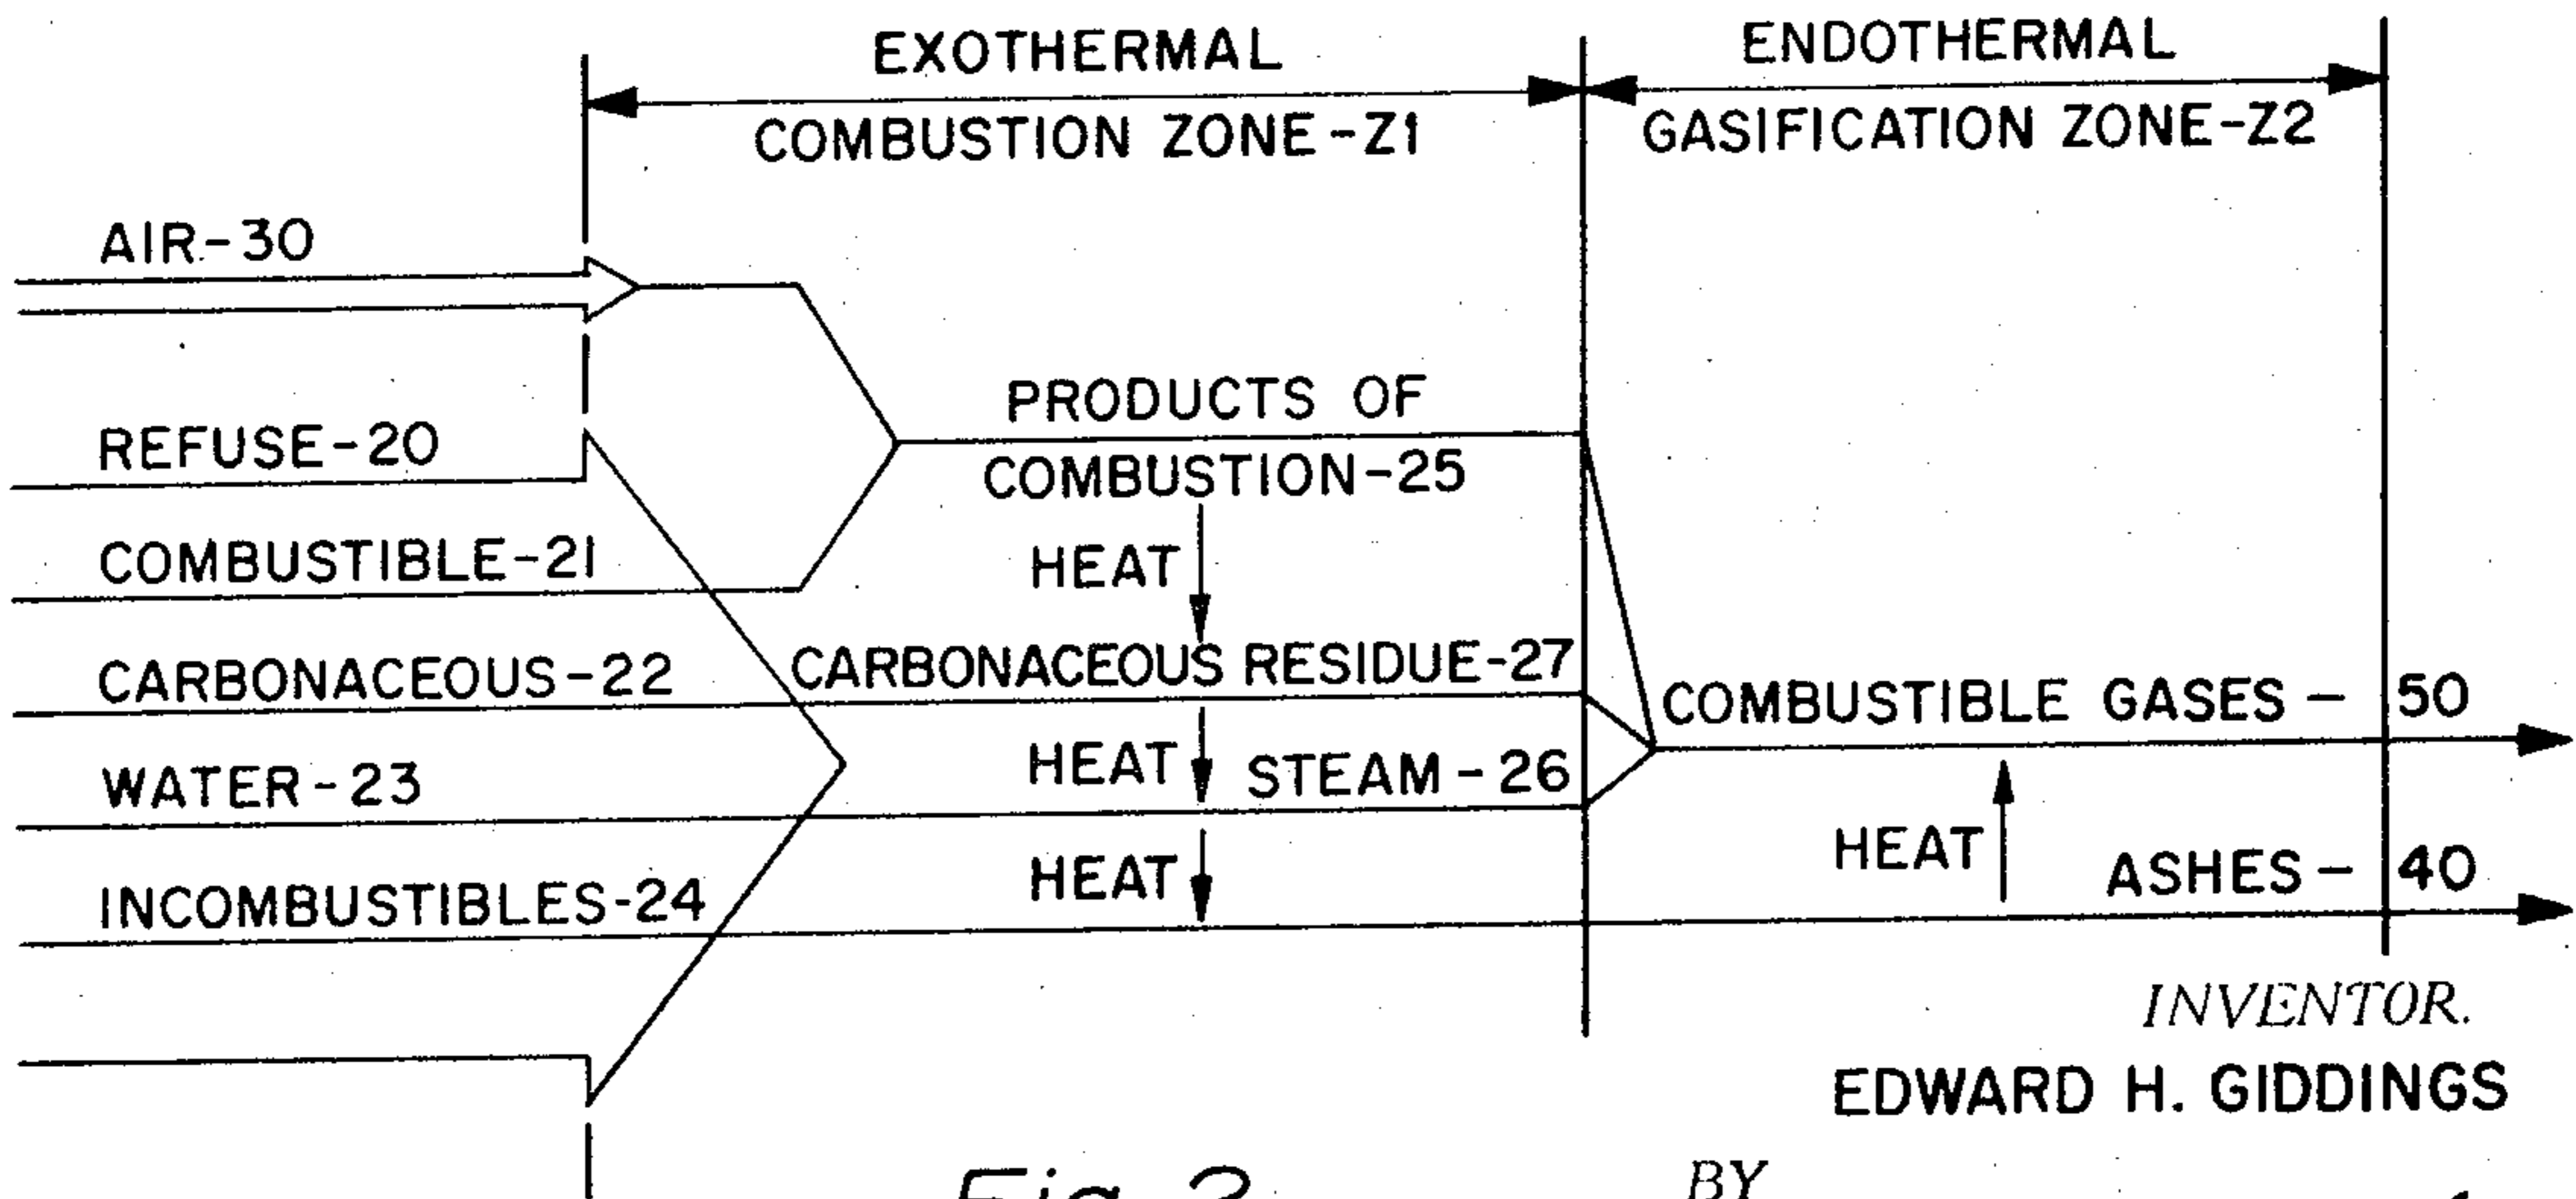 EXOTHERMAL
COMBUSTION ZONE-Z1
ENDOTHERMAL
GASIFICATION ZONE-Z2
AIR-30
REFUSE-20
COMBUSTIBLE-21
CARBONACEOUS-22
WATER-23
INCOMBUSTIBLES-24
PRODUCTS OF
COMBUSTION-25
HEAT
CARBONACEOUS RESIDUE-27
HEAT
STEAM-26
HEAT
COMBUSTIBLE GASES-50
HEAT
ASHES-40
INVENTOR.
EDWARD H. GIDDINGS
BY